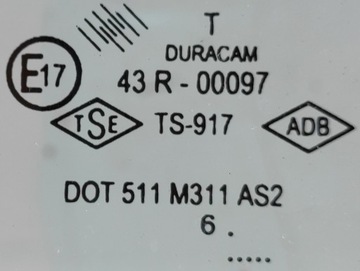 T
DURACAM
E17 43 R - 00097
TSE TS-917 ADB
DOT 511 M311 AS2
6 .
.....